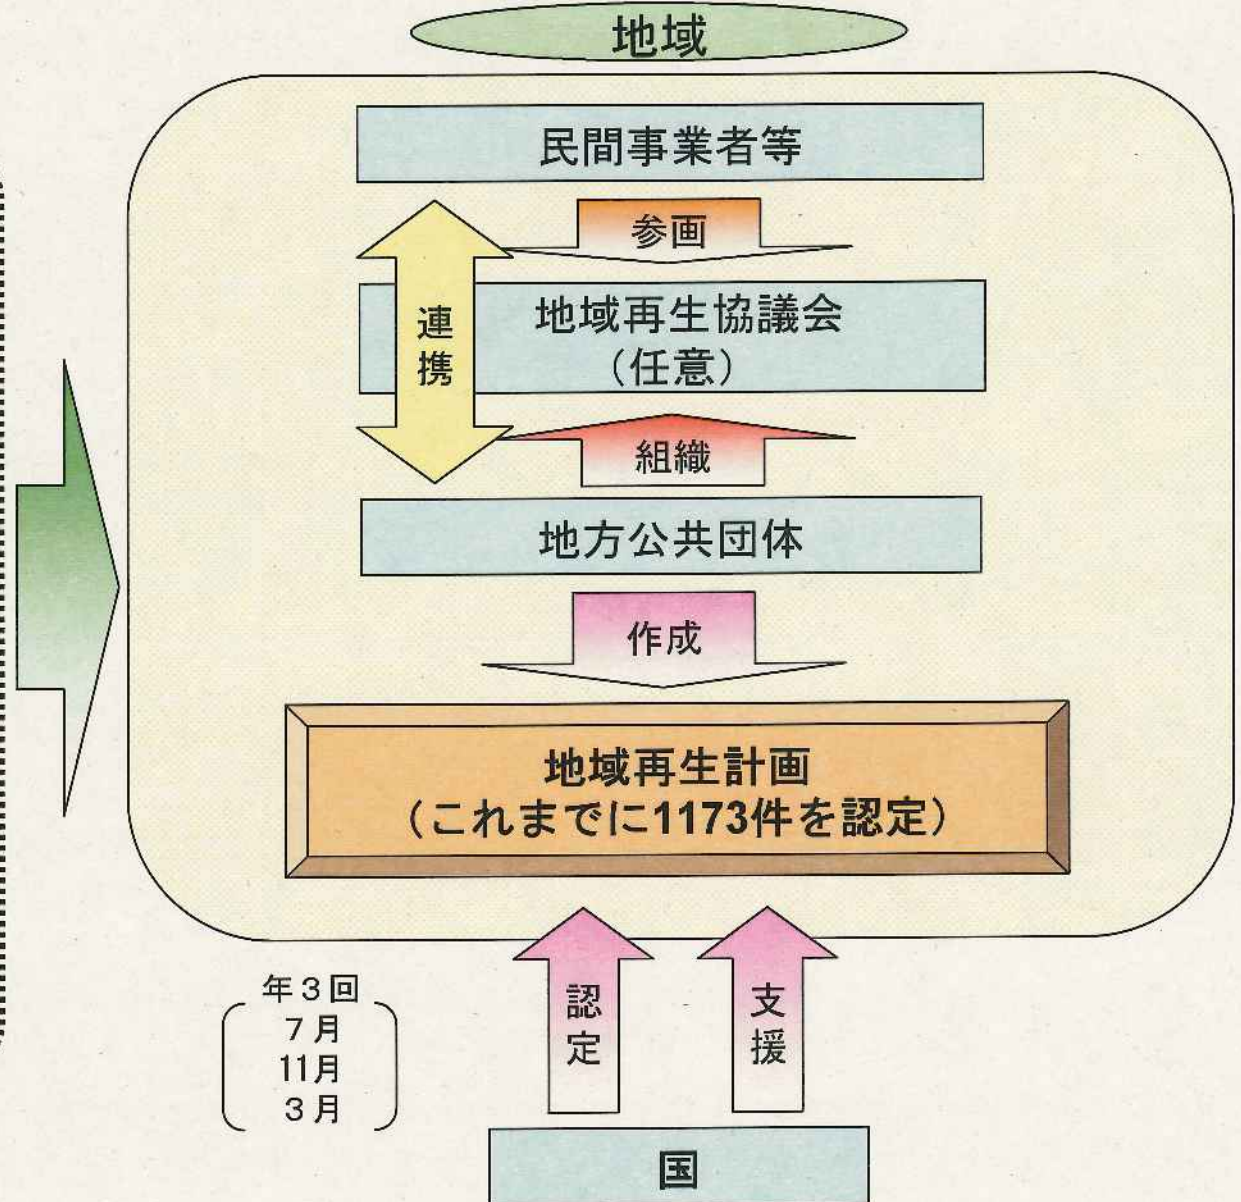 地域
民間事業者等
参画
連携
地域再生協議会
（任意）
組織
地方公共団体
作成
地域再生計画
（これまでに1173件を認定）
年３回
７月
11月
３月
認定
支援
国